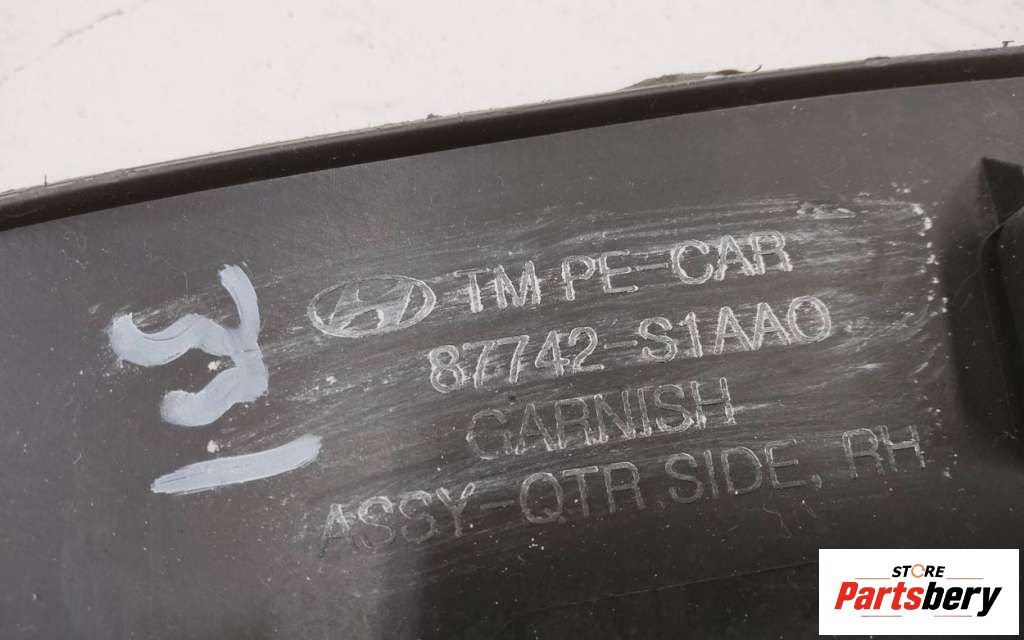 TM PE-CAR
87742-S1AA0
GARNISH
ASSY-QTR SIDE, RH
STORE
Partsbery